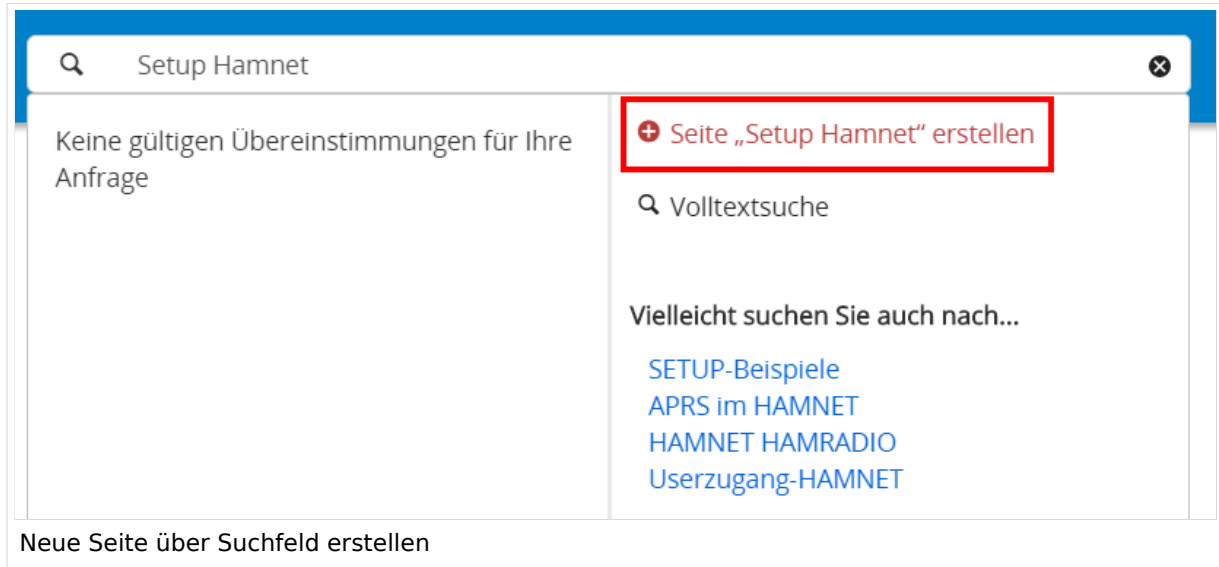 Setup Hamnet
Keine gültigen Übereinstimmungen für Ihre
Anfrage
Seite „Setup Hamnet“ erstellen
Volltextsuche
Vielleicht suchen Sie auch nach...
SETUP-Beispiele
APRS im HAMNET
HAMNET HAMRADIO
Userzugang-HAMNET
Neue Seite über Suchfeld erstellen